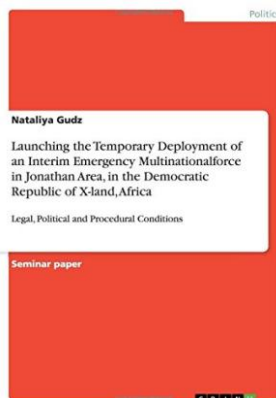 Politic
Nataliya Gudz
Launching the Temporary Deployment of
an Interim Emergency Multinationalforce
in Jonathan Area, in the Democratic
Republic of X-land, Africa
Legal, Political and Procedural Conditions
Seminar paper